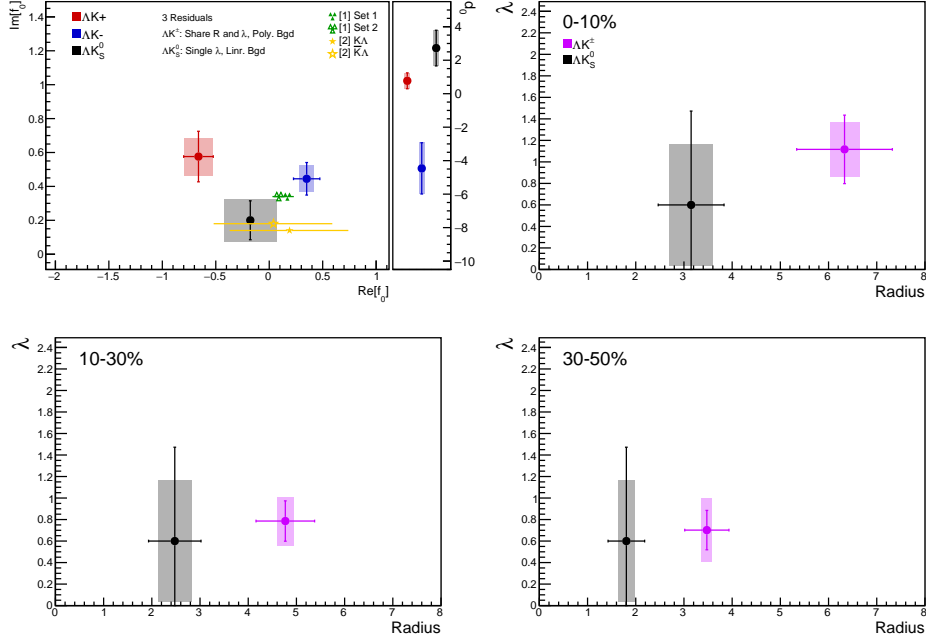 Im[f₀]
1.4
1.2
1
0.8
0.6
0.4
0.2
0
−2
−1.5
−1
−0.5
0
0.5
1
Re[f₀]
ΛK+
ΛK-
ΛK⁰_S
3 Residuals
ΛK±: Share R and λ, Poly. Bgd
ΛK⁰_S: Single λ, Linr. Bgd
[1] Set 1
[1] Set 2
[2] KΛ
[2] K̅Λ
d₀
4
2
0
−2
−4
−6
−8
−10
λ
2.4
2.2
2
1.8
1.6
1.4
1.2
1
0.8
0.6
0.4
0.2
0
0 1 2 3 4 5 6 7 8
Radius
0-10%
ΛK±
ΛK⁰_S
λ
2.4
2.2
2
1.8
1.6
1.4
1.2
1
0.8
0.6
0.4
0.2
0
0 1 2 3 4 5 6 7 8
Radius
10-30%
λ
2.4
2.2
2
1.8
1.6
1.4
1.2
1
0.8
0.6
0.4
0.2
0
0 1 2 3 4 5 6 7 8
Radius
30-50%